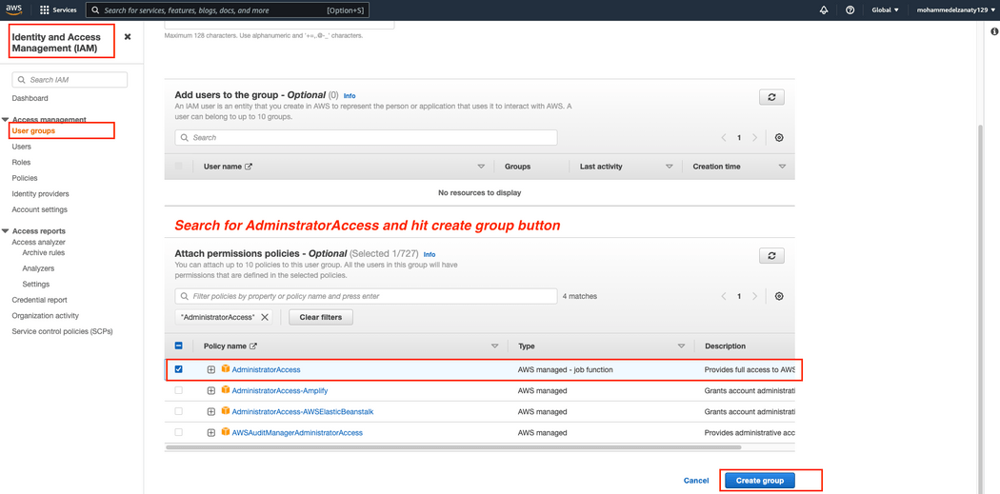 aws
Services
Search for services, features, blogs, docs, and more
[Option+S]
Global
mohammedelzanaty129
Identity and Access
Management (IAM)
Search IAM
Dashboard
Access management
User groups
Users
Roles
Policies
Identity providers
Account settings
Access reports
Access analyzer
Archive rules
Analyzers
Settings
Credential report
Organization activity
Service control policies (SCPs)
Maximum 128 characters. Use alphanumeric and '+=,.@-_' characters.
Add users to the group - Optional (0) Info
An IAM user is an entity that you create in AWS to represent the person or application that uses it to interact with AWS. A
user can belong to up to 10 groups.
Search
1
User name
Groups
Last activity
Creation time
No resources to display
Search for AdminstratorAccess and hit create group button
Attach permissions policies - Optional (Selected 1/727) Info
You can attach up to 10 policies to this user group. All the users in this group will have
permissions that are defined in the selected policies.
Filter policies by property or policy name and press enter
4 matches
1
"AdministratorAccess"
Clear filters
Policy name
Type
Description
AdministratorAccess
AWS managed - job function
Provides full access to AWS
AdministratorAccess-Amplify
AWS managed
Grants account administrati
AdministratorAccess-AWSElasticBeanstalk
AWS managed
Grants account administrati
AWSAuditManagerAdministratorAccess
AWS managed
Provides administrative acc
Cancel
Create group